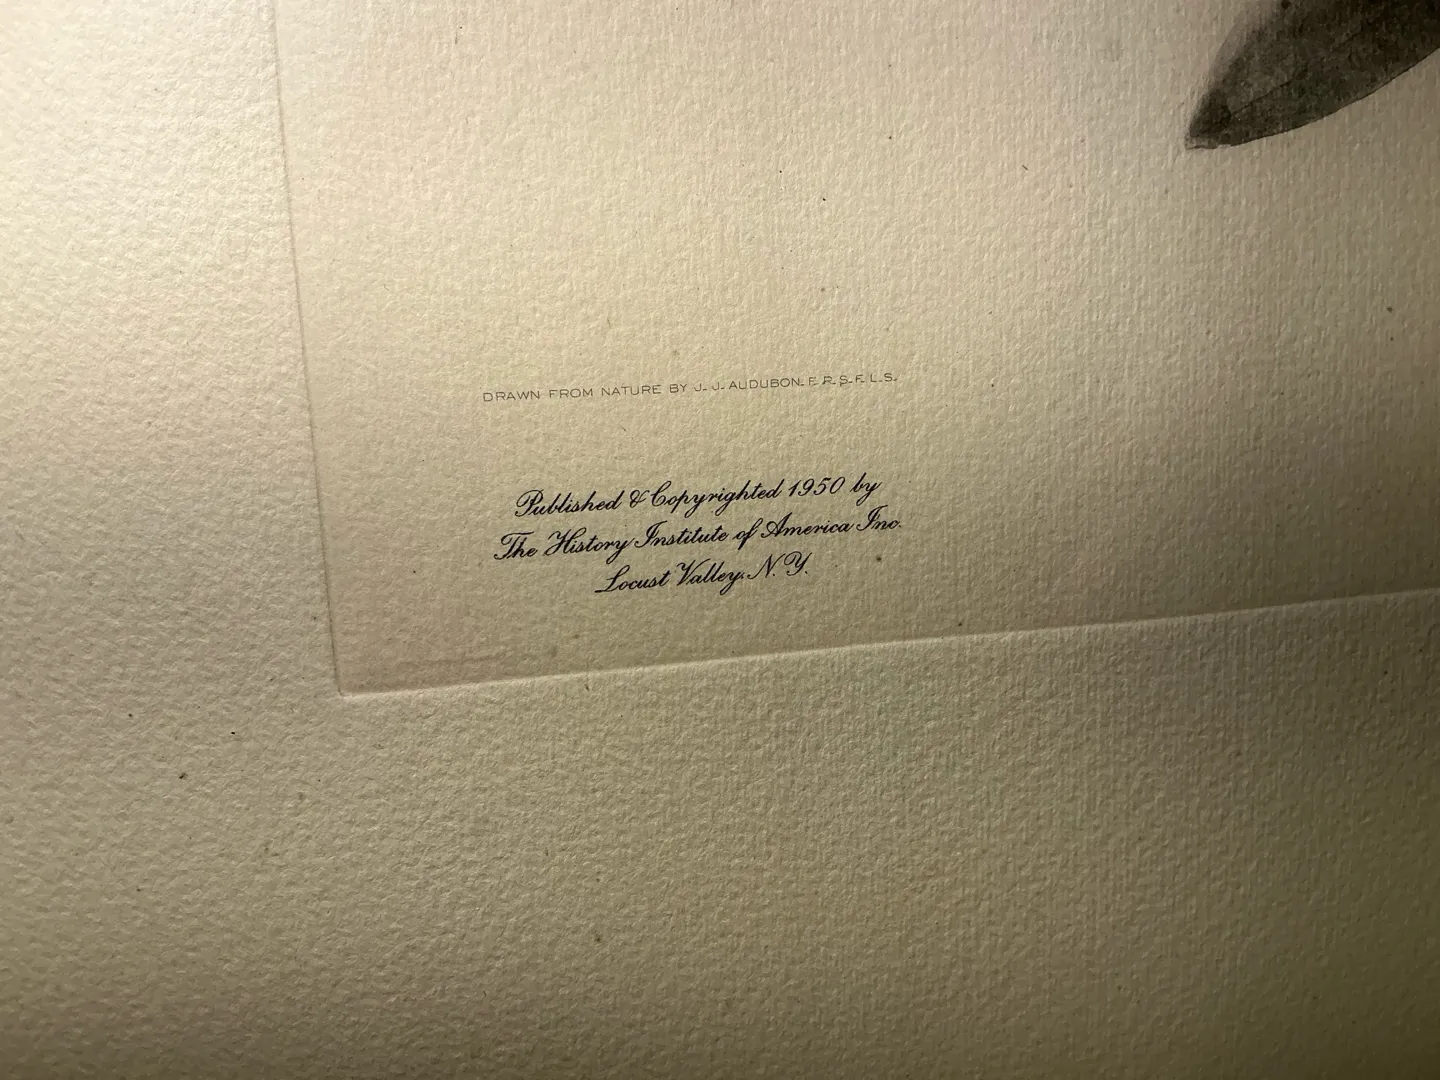 DRAWN FROM NATURE BY J. J. AUDUBON. F. R. S. F. L. S.
Published & Copyrighted 1950 by
The History Institute of America Inc.
Locust Valley. N. Y.